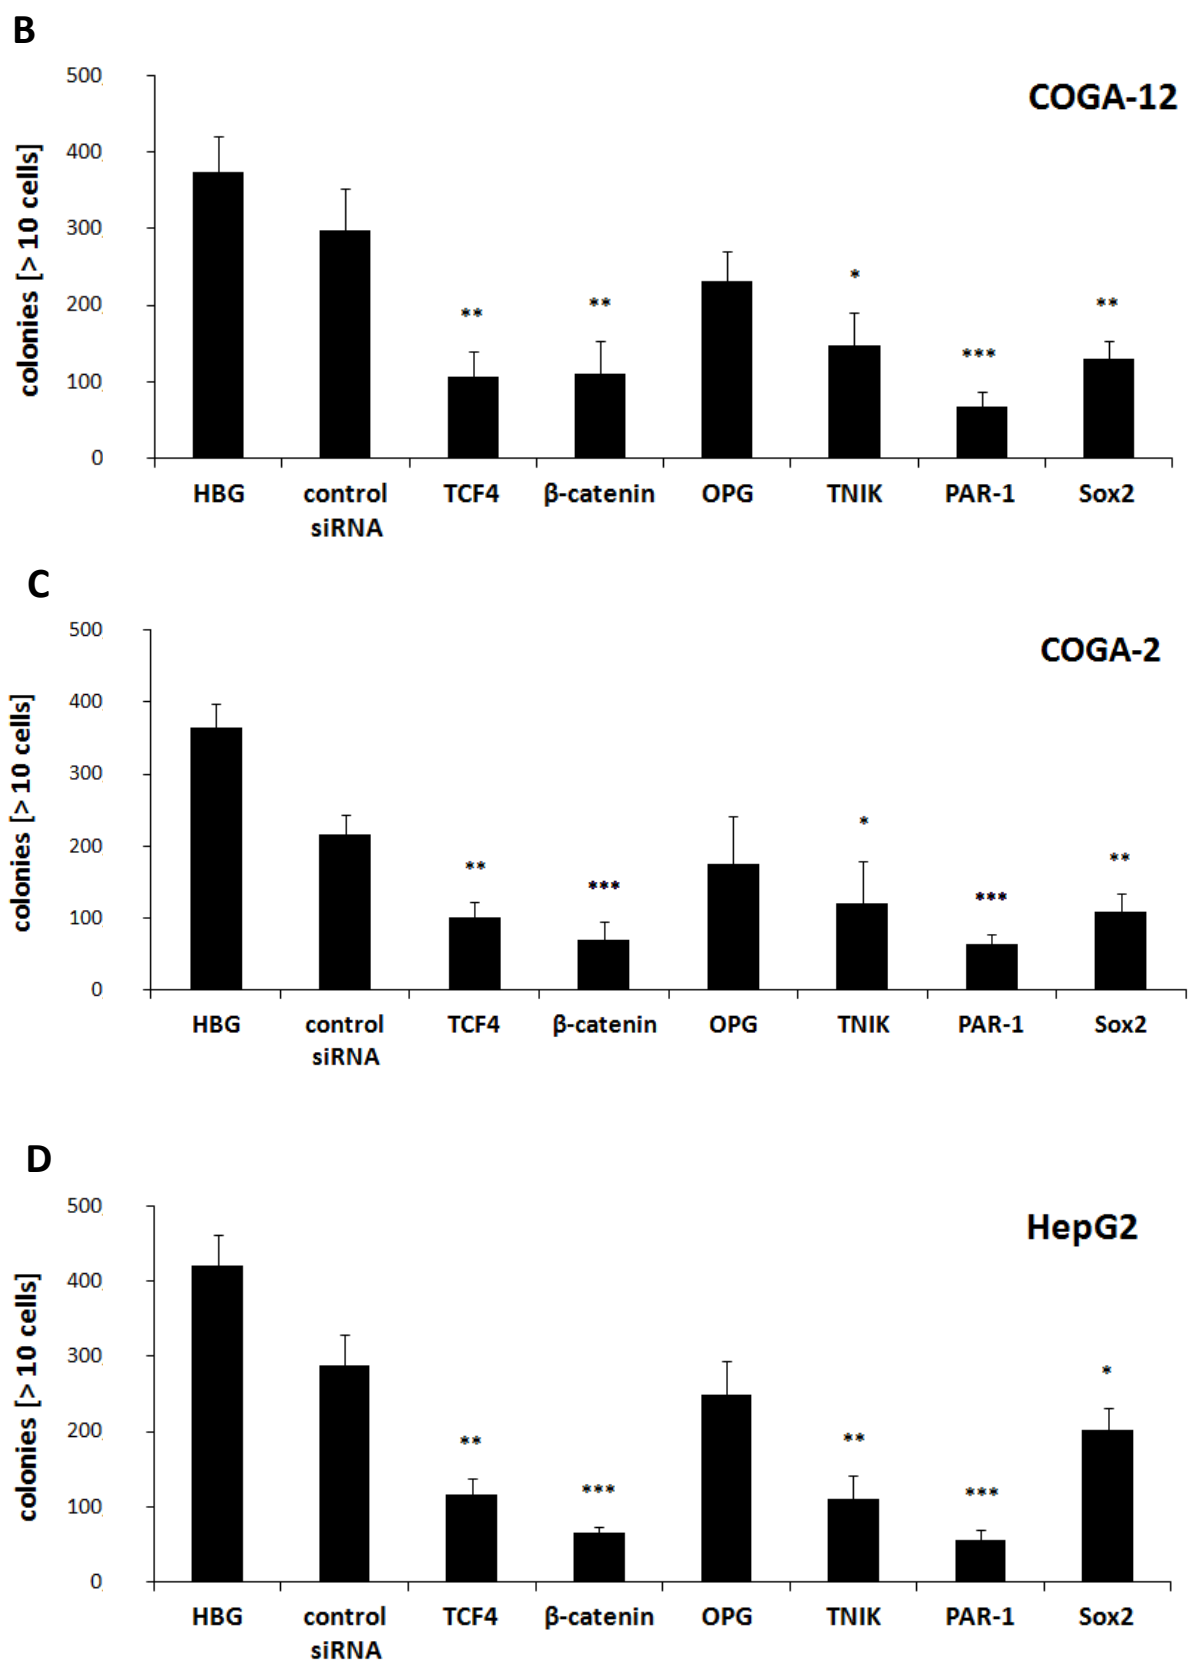 B
COGA-12
colonies [> 10 cells]
500
400
300
200
100
0
** ** * *** **
HBG control TCF4 β-catenin OPG TNIK PAR-1 Sox2
siRNA
C
COGA-2
colonies [> 10 cells]
500
400
300
200
100
0
** *** * *** **
HBG control TCF4 β-catenin OPG TNIK PAR-1 Sox2
siRNA
D
HepG2
colonies [> 10 cells]
500
400
300
200
100
0
** *** ** *** *
HBG control TCF4 β-catenin OPG TNIK PAR-1 Sox2
siRNA